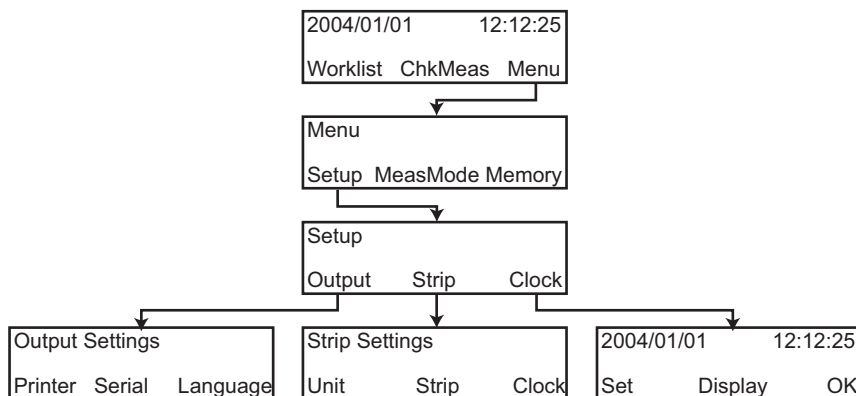 2004/01/01 12:12:25
Worklist ChkMeas Menu
Menu
Setup MeasMode Memory
Setup
Output Strip Clock
Output Settings
Printer Serial Language
Strip Settings
Unit Strip Clock
2004/01/01 12:12:25
Set Display OK